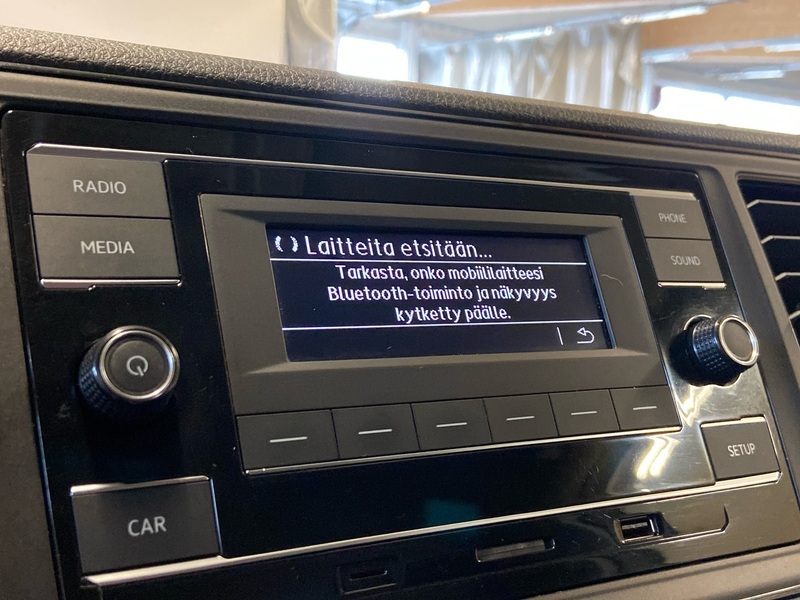 RADIO
MEDIA
Laitteita etsitään...
Tarkasta, onko mobiililaitteesi
Bluetooth-toiminto ja näkyvyys
kytketty päälle.
PHONE
SOUND
SETUP
CAR